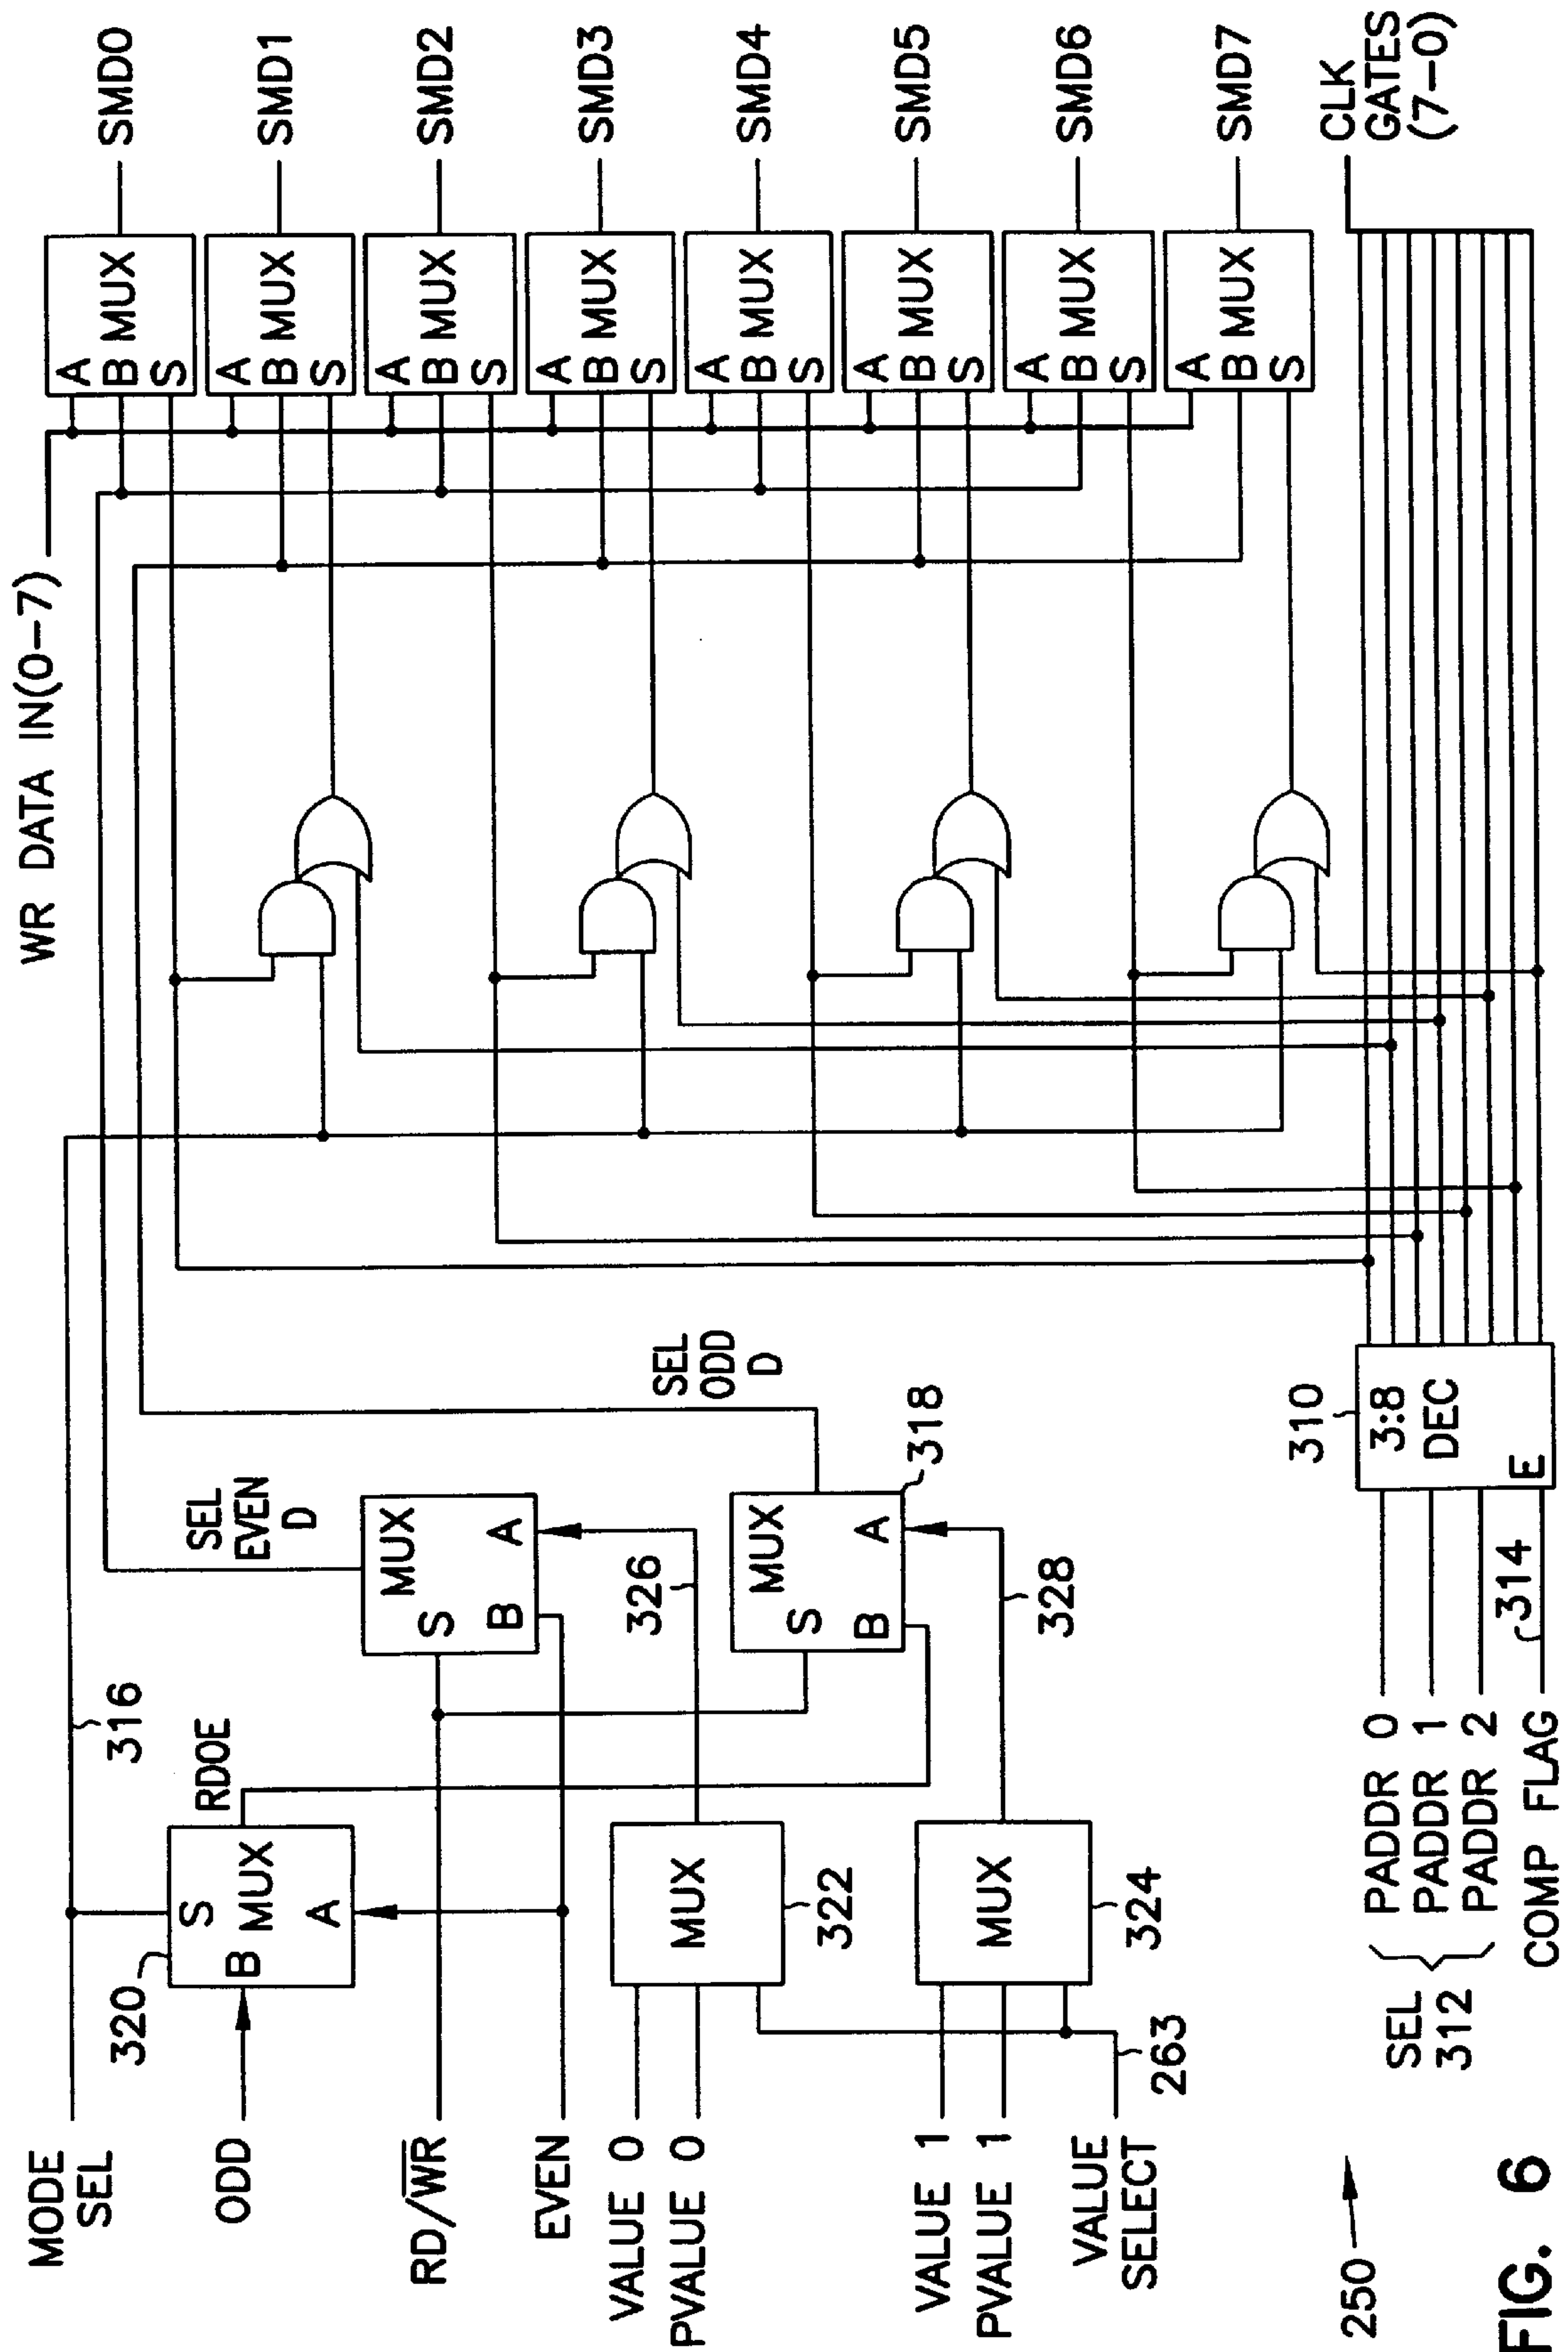 WR DATA IN(0-7)
MODE
SEL
316
ODD
320
B
S
MUX
A
RDOE
RD/WR
EVEN
SEL
EVEN
D
MUX
S
A
B
326
VALUE 0
PVALUE 0
MUX
322
SEL
ODD
D
MUX
S
A
B
318
328
VALUE 1
PVALUE 1
VALUE
SELECT
263
MUX
324
310
3:8
DEC
E
PADDR 0
PADDR 1
PADDR 2
SEL
312
COMP FLAG
314
A
B MUX
S
SMD0
A
B MUX
S
SMD1
A
B MUX
S
SMD2
A
B MUX
S
SMD3
A
B MUX
S
SMD4
A
B MUX
S
SMD5
A
B MUX
S
SMD6
A
B MUX
S
SMD7
CLK
GATES
(7-0)
250
FIG. 6